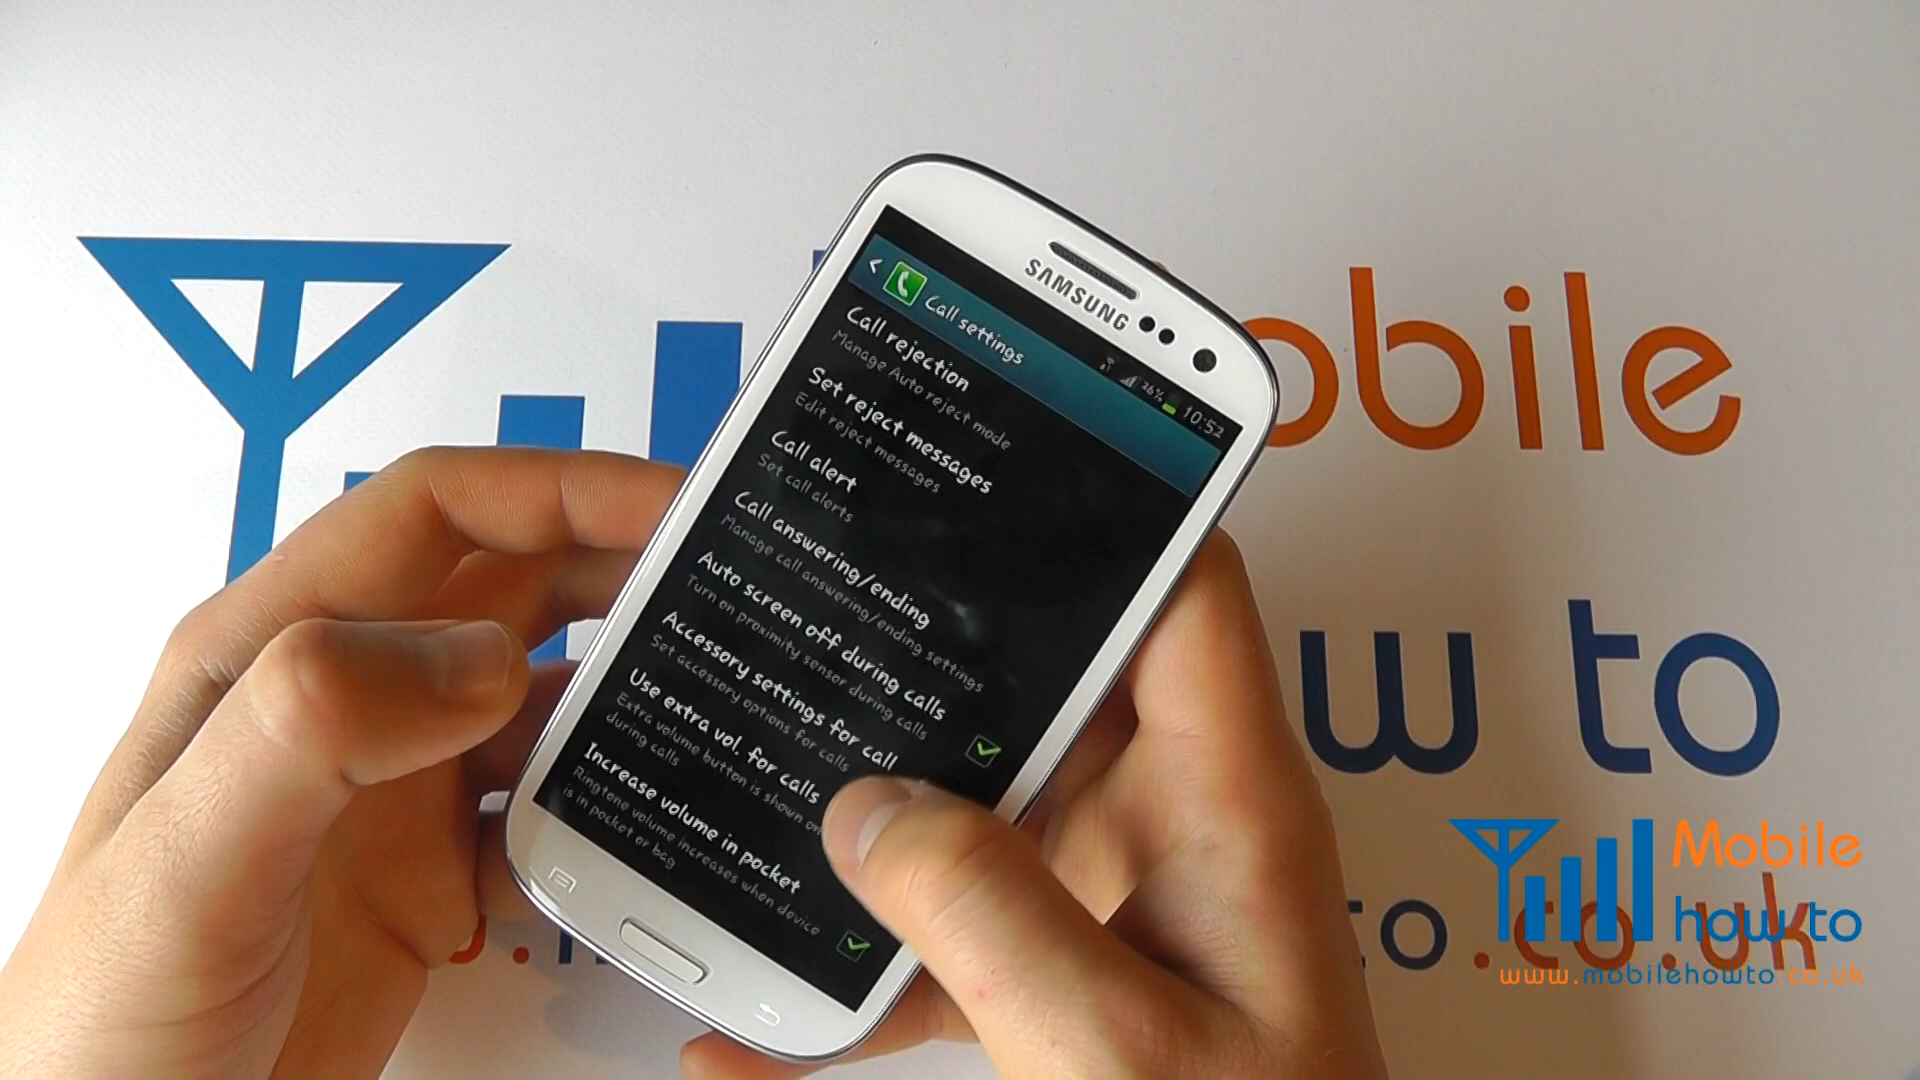 SAMSUNG
26% 10:52
Call settings
Call rejection
Manage Auto reject mode
Set reject messages
Edit reject messages
Call alert
Set call alerts
Call answering/ending
Manage call answering/ending settings
Auto screen off during calls
Turn on proximity sensor during calls
Accessory settings for call
Set accessory options for calls
Use extra vol. for calls
Extra volume button is shown on
during calls
Increase volume in pocket
Ringtone volume increases when device
is in pocket or bag
obile
w to
to.co.uk
Mobile
how to
www.mobilehowto.co.uk